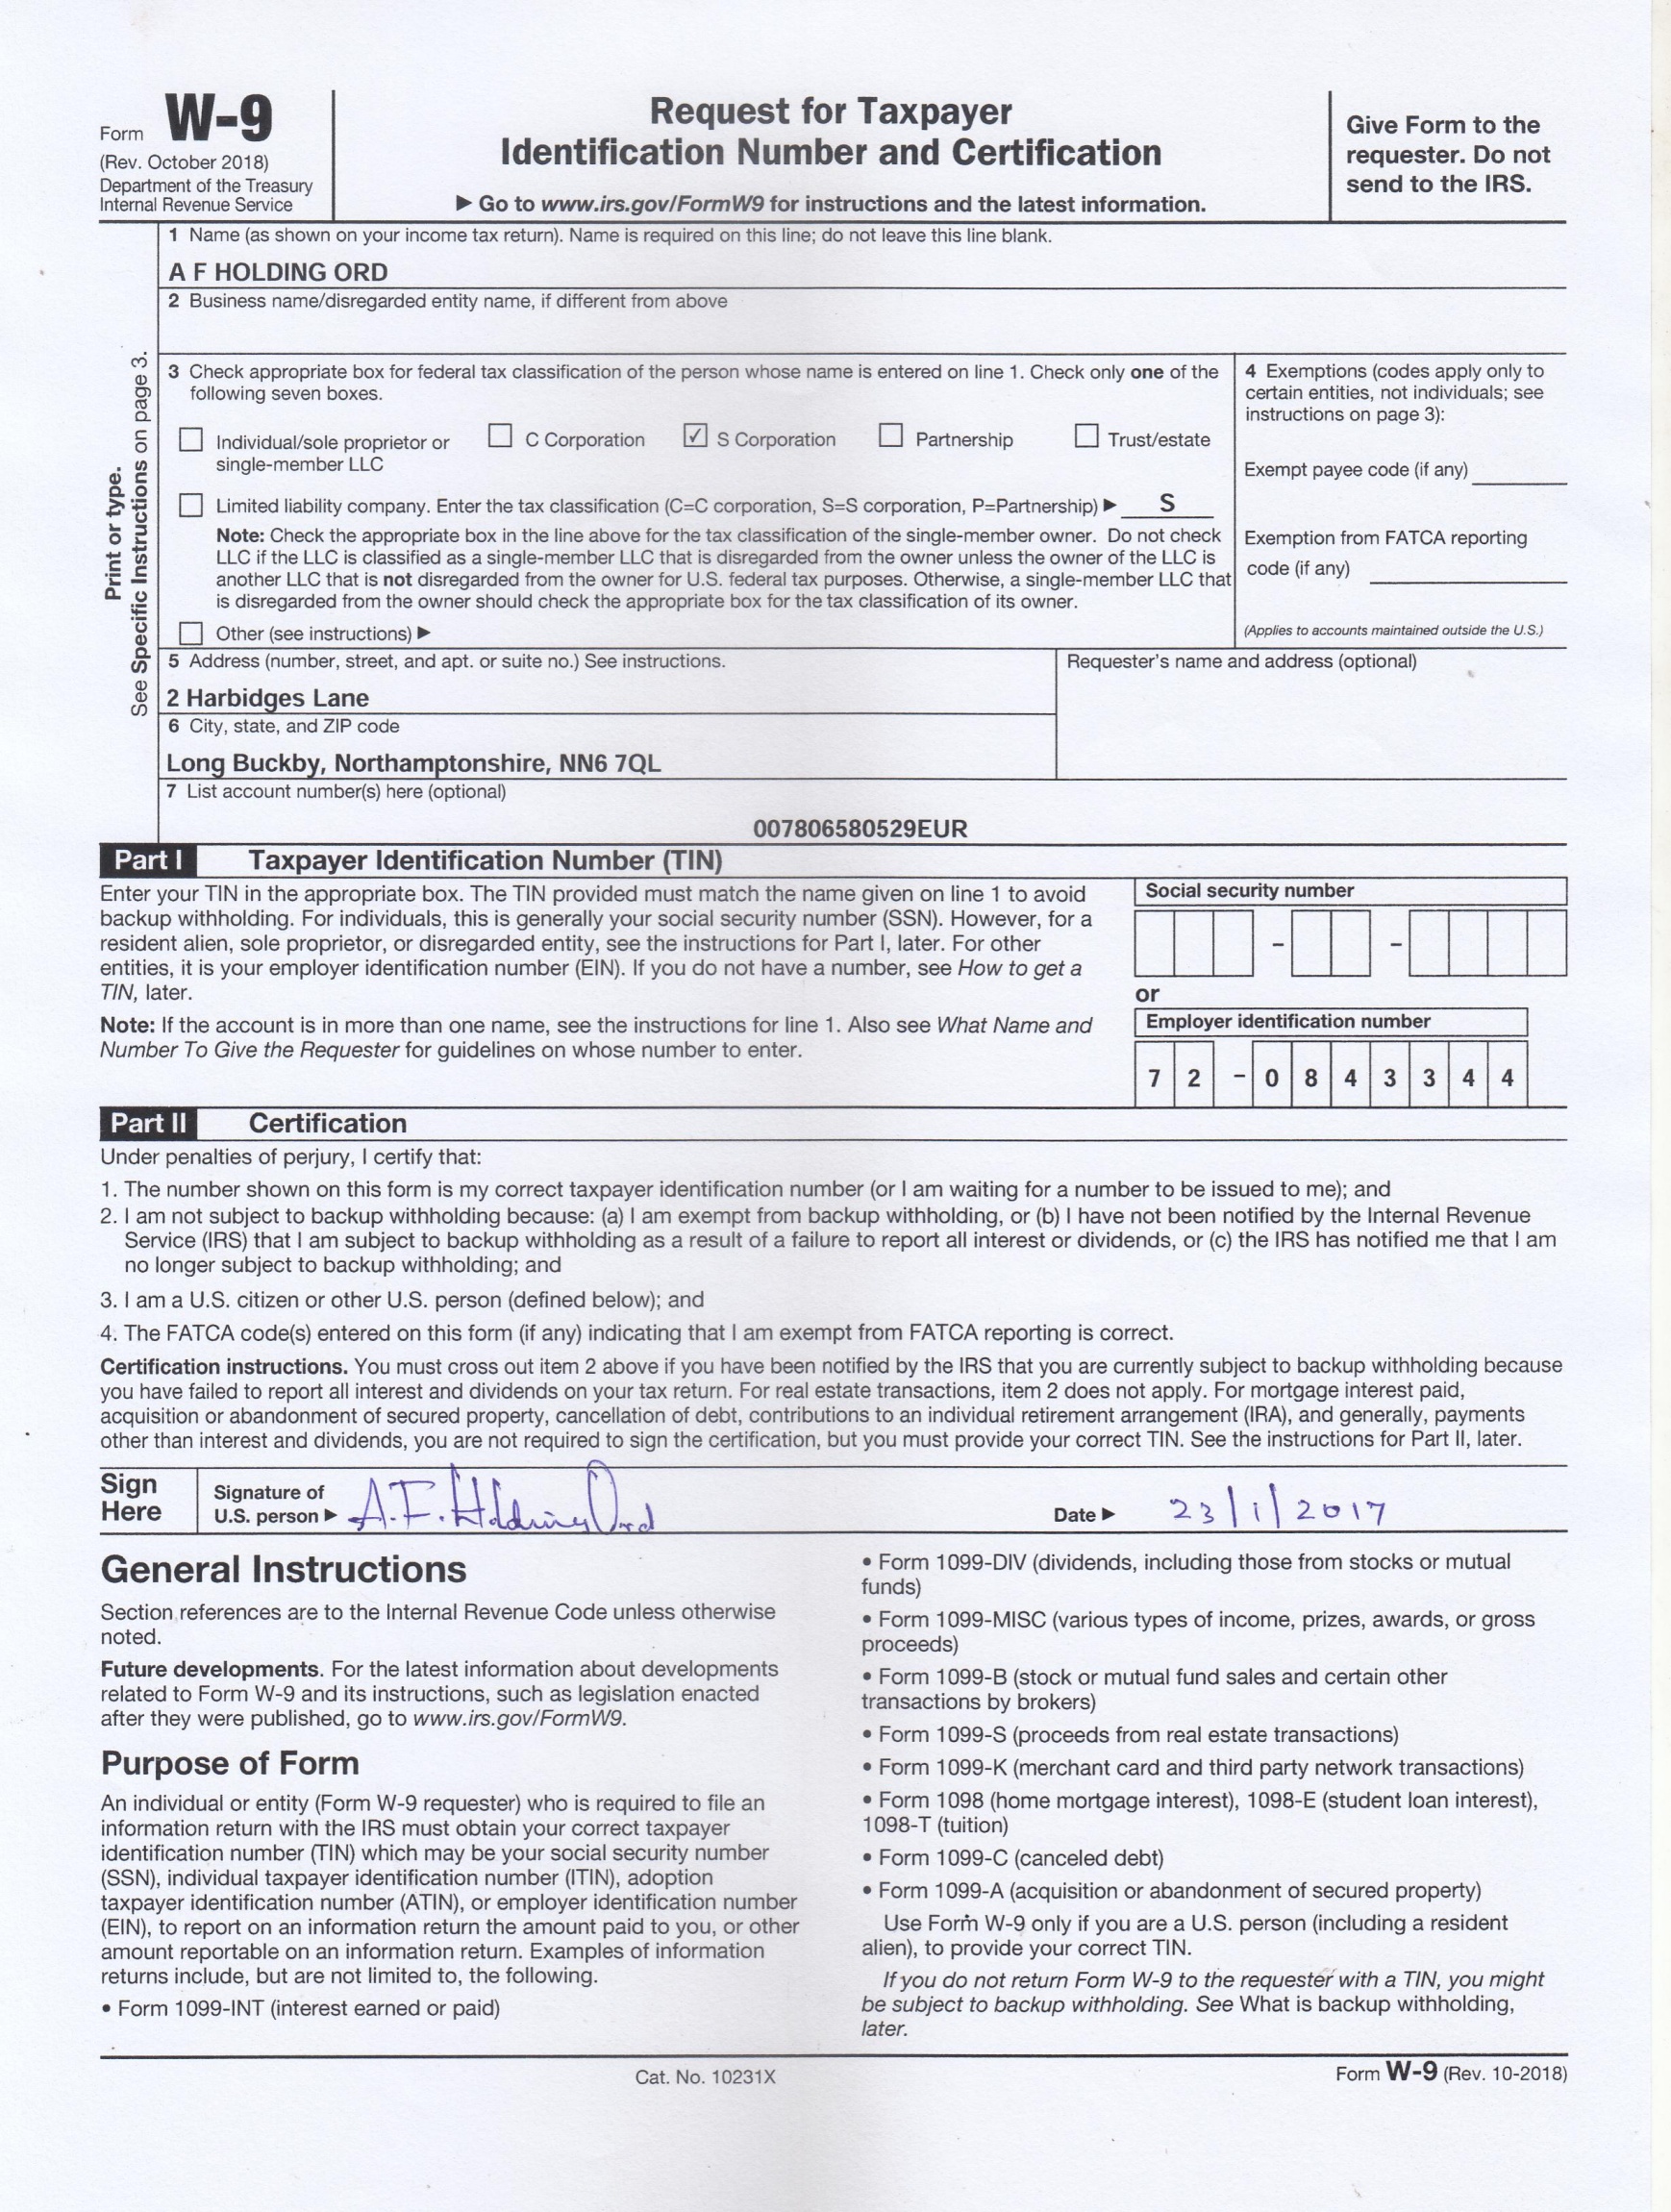 Form W-9
(Rev. October 2018)
Department of the Treasury
Internal Revenue Service
Request for Taxpayer
Identification Number and Certification
▶ Go to www.irs.gov/FormW9 for instructions and the latest information.
Give Form to the
requester. Do not
send to the IRS.
Print or type.
See Specific Instructions on page 3.
1 Name (as shown on your income tax return). Name is required on this line; do not leave this line blank.
A F HOLDING ORD
2 Business name/disregarded entity name, if different from above
3 Check appropriate box for federal tax classification of the person whose name is entered on line 1. Check only one of the
following seven boxes.
☐ Individual/sole proprietor or ☐ C Corporation ☑ S Corporation ☐ Partnership ☐ Trust/estate
single-member LLC
☐ Limited liability company. Enter the tax classification (C=C corporation, S=S corporation, P=Partnership) ▶ S
Note: Check the appropriate box in the line above for the tax classification of the single-member owner. Do not check
LLC if the LLC is classified as a single-member LLC that is disregarded from the owner unless the owner of the LLC is
another LLC that is not disregarded from the owner for U.S. federal tax purposes. Otherwise, a single-member LLC that
is disregarded from the owner should check the appropriate box for the tax classification of its owner.
☐ Other (see instructions) ▶
4 Exemptions (codes apply only to
certain entities, not individuals; see
instructions on page 3):
Exempt payee code (if any)
Exemption from FATCA reporting
code (if any)
(Applies to accounts maintained outside the U.S.)
5 Address (number, street, and apt. or suite no.) See instructions.
2 Harbidges Lane
6 City, state, and ZIP code
Long Buckby, Northamptonshire, NN6 7QL
Requester's name and address (optional)
7 List account number(s) here (optional)
007806580529EUR
Part I Taxpayer Identification Number (TIN)
Enter your TIN in the appropriate box. The TIN provided must match the name given on line 1 to avoid
backup withholding. For individuals, this is generally your social security number (SSN). However, for a
resident alien, sole proprietor, or disregarded entity, see the instructions for Part I, later. For other
entities, it is your employer identification number (EIN). If you do not have a number, see How to get a
TIN, later.
Note: If the account is in more than one name, see the instructions for line 1. Also see What Name and
Number To Give the Requester for guidelines on whose number to enter.
Social security number
– –
or
Employer identification number
7 2 – 0 8 4 3 3 4 4
Part II Certification
Under penalties of perjury, I certify that:
1. The number shown on this form is my correct taxpayer identification number (or I am waiting for a number to be issued to me); and
2. I am not subject to backup withholding because: (a) I am exempt from backup withholding, or (b) I have not been notified by the Internal Revenue
Service (IRS) that I am subject to backup withholding as a result of a failure to report all interest or dividends, or (c) the IRS has notified me that I am
no longer subject to backup withholding; and
3. I am a U.S. citizen or other U.S. person (defined below); and
4. The FATCA code(s) entered on this form (if any) indicating that I am exempt from FATCA reporting is correct.
Certification instructions. You must cross out item 2 above if you have been notified by the IRS that you are currently subject to backup withholding because
you have failed to report all interest and dividends on your tax return. For real estate transactions, item 2 does not apply. For mortgage interest paid,
acquisition or abandonment of secured property, cancellation of debt, contributions to an individual retirement arrangement (IRA), and generally, payments
other than interest and dividends, you are not required to sign the certification, but you must provide your correct TIN. See the instructions for Part II, later.
Sign
Here
Signature of
U.S. person ▶ A.F. Holding Ord
Date ▶ 23/1/2017
General Instructions
Section references are to the Internal Revenue Code unless otherwise
noted.
Future developments. For the latest information about developments
related to Form W-9 and its instructions, such as legislation enacted
after they were published, go to www.irs.gov/FormW9.
Purpose of Form
An individual or entity (Form W-9 requester) who is required to file an
information return with the IRS must obtain your correct taxpayer
identification number (TIN) which may be your social security number
(SSN), individual taxpayer identification number (ITIN), adoption
taxpayer identification number (ATIN), or employer identification number
(EIN), to report on an information return the amount paid to you, or other
amount reportable on an information return. Examples of information
returns include, but are not limited to, the following.
• Form 1099-INT (interest earned or paid)
• Form 1099-DIV (dividends, including those from stocks or mutual
funds)
• Form 1099-MISC (various types of income, prizes, awards, or gross
proceeds)
• Form 1099-B (stock or mutual fund sales and certain other
transactions by brokers)
• Form 1099-S (proceeds from real estate transactions)
• Form 1099-K (merchant card and third party network transactions)
• Form 1098 (home mortgage interest), 1098-E (student loan interest),
1098-T (tuition)
• Form 1099-C (canceled debt)
• Form 1099-A (acquisition or abandonment of secured property)
Use Form W-9 only if you are a U.S. person (including a resident
alien), to provide your correct TIN.
If you do not return Form W-9 to the requester with a TIN, you might
be subject to backup withholding. See What is backup withholding,
later.
Cat. No. 10231X
Form W-9 (Rev. 10-2018)